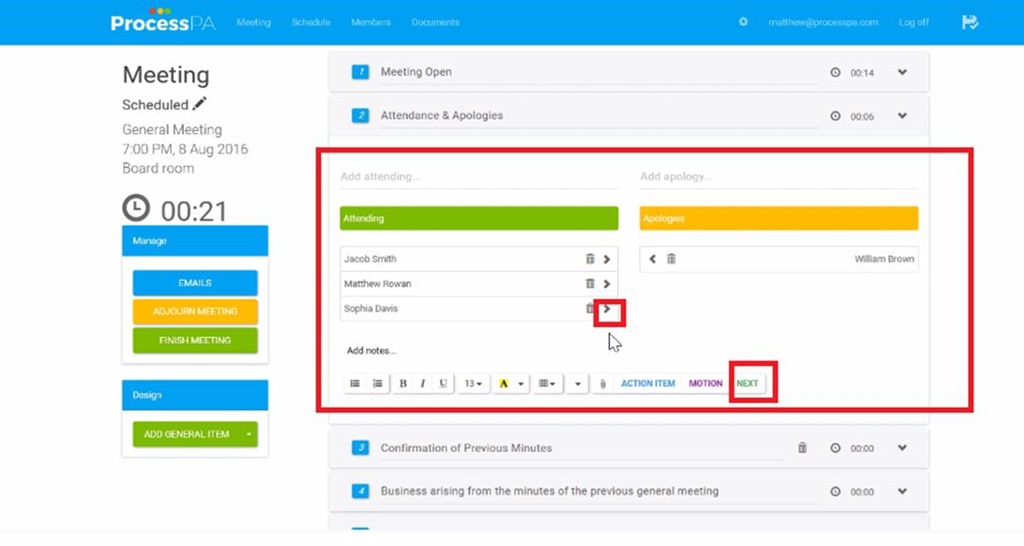 ProcessPA Meeting Schedule Members Documents matthew@processpa.com Log off
Meeting
Scheduled
General Meeting
7:00 PM, 8 Aug 2016
Board room
00:21
Manage
EMAILS
ADJOURN MEETING
FINISH MEETING
Design
ADD GENERAL ITEM
1 Meeting Open 00:14
2 Attendance & Apologies 00:06
Add attending... Add apology...
Attending Apologies
Jacob Smith William Brown
Matthew Rowan
Sophia Davis
Add notes...
B I U 13 A ACTION ITEM MOTION NEXT
3 Confirmation of Previous Minutes 00:00
4 Business arising from the minutes of the previous general meeting 00:00